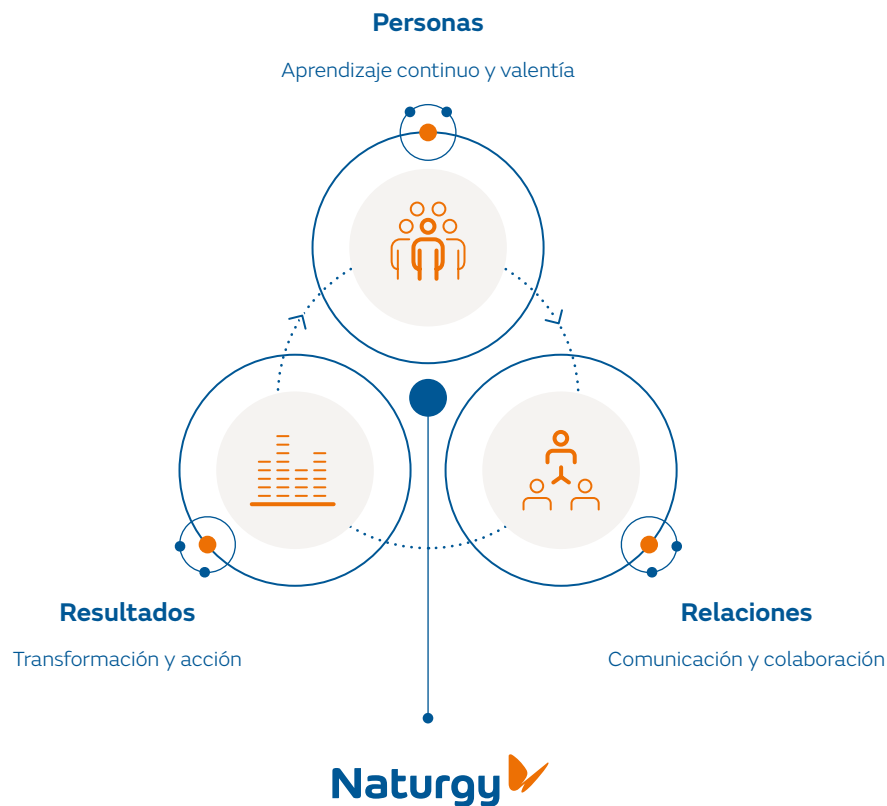 Personas
Aprendizaje continuo y valentía
Resultados
Transformación y acción
Relaciones
Comunicación y colaboración
Naturgy